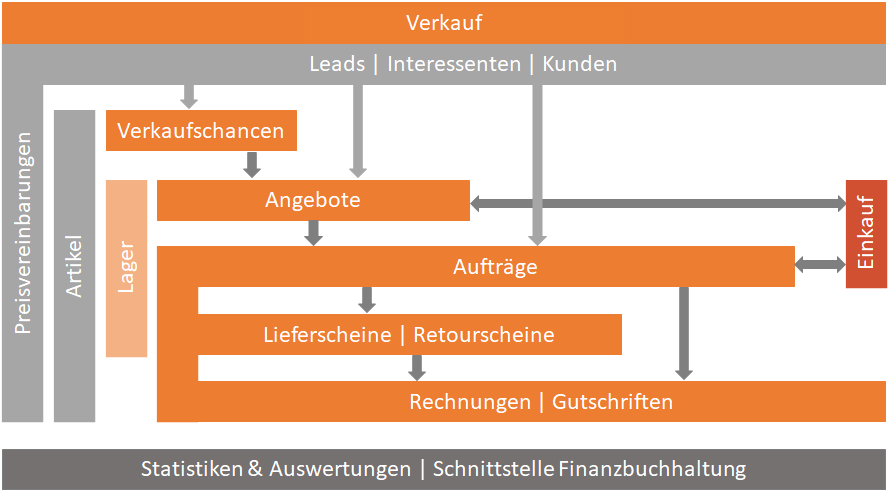 Verkauf
Leads | Interessenten | Kunden
Preisvereinbarungen
Artikel
Verkaufschancen
Lager
Angebote
Einkauf
Aufträge
Lieferscheine | Retourscheine
Rechnungen | Gutschriften
Statistiken & Auswertungen | Schnittstelle Finanzbuchhaltung